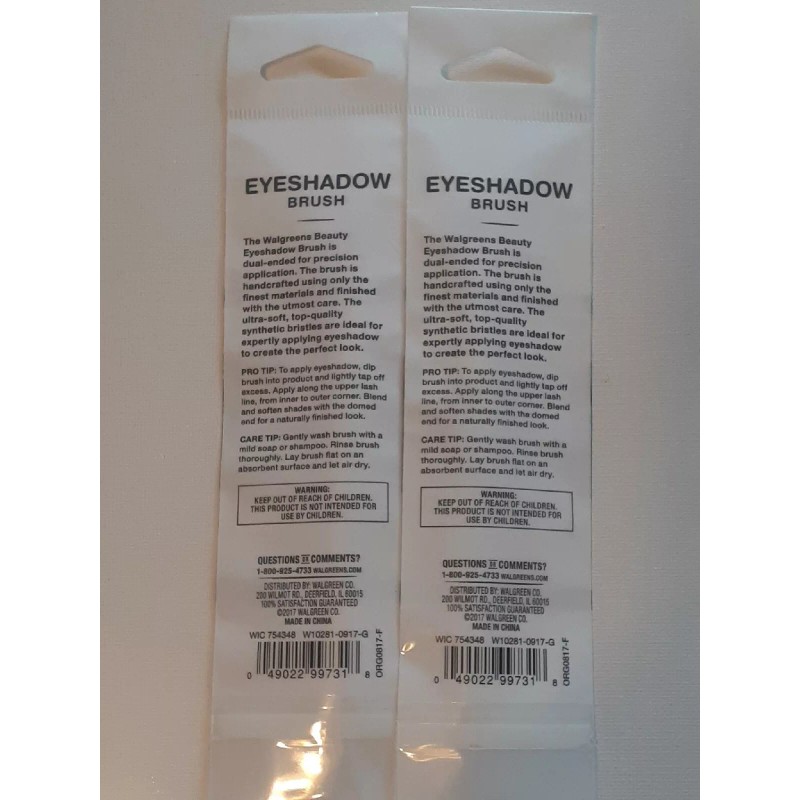 EYESHADOW
BRUSH
The Walgreens Beauty
Eyeshadow Brush is
dual-ended for precision
application. The brush is
handcrafted using only the
finest materials and finished
with the utmost care. The
ultra-soft, top-quality
synthetic bristles are ideal for
expertly applying eyeshadow
to create the perfect look.
PRO TIP: To apply eyeshadow, dip
brush into product and lightly tap off
excess. Apply along the upper lash
line, from inner to outer corner. Blend
and soften shades with the domed
end for a naturally finished look.
CARE TIP: Gently wash brush with a
mild soap or shampoo. Rinse brush
thoroughly. Lay brush flat on an
absorbent surface and let air dry.
WARNING:
KEEP OUT OF REACH OF CHILDREN.
THIS PRODUCT IS NOT INTENDED FOR
USE BY CHILDREN.
QUESTIONS OR COMMENTS?
1-800-925-4733 WALGREENS.COM
DISTRIBUTED BY: WALGREEN CO.
200 WILMOT RD., DEERFIELD, IL 60015
100% SATISFACTION GUARANTEED
©2017 WALGREEN CO.
MADE IN CHINA
WIC 754348 W10281-0917-G
0 49022 99731 8
ORG0817-F
EYESHADOW
BRUSH
The Walgreens Beauty
Eyeshadow Brush is
dual-ended for precision
application. The brush is
handcrafted using only the
finest materials and finished
with the utmost care. The
ultra-soft, top-quality
synthetic bristles are ideal for
expertly applying eyeshadow
to create the perfect look.
PRO TIP: To apply eyeshadow, dip
brush into product and lightly tap off
excess. Apply along the upper lash
line, from inner to outer corner. Blend
and soften shades with the domed
end for a naturally finished look.
CARE TIP: Gently wash brush with a
mild soap or shampoo. Rinse brush
thoroughly. Lay brush flat on an
absorbent surface and let air dry.
WARNING:
KEEP OUT OF REACH OF CHILDREN.
THIS PRODUCT IS NOT INTENDED FOR
USE BY CHILDREN.
QUESTIONS OR COMMENTS?
1-800-925-4733 WALGREENS.COM
DISTRIBUTED BY: WALGREEN CO.
200 WILMOT RD., DEERFIELD, IL 60015
100% SATISFACTION GUARANTEED
©2017 WALGREEN CO.
MADE IN CHINA
WIC 754348 W10281-0917-G
0 49022 99731 8
ORG0817-F